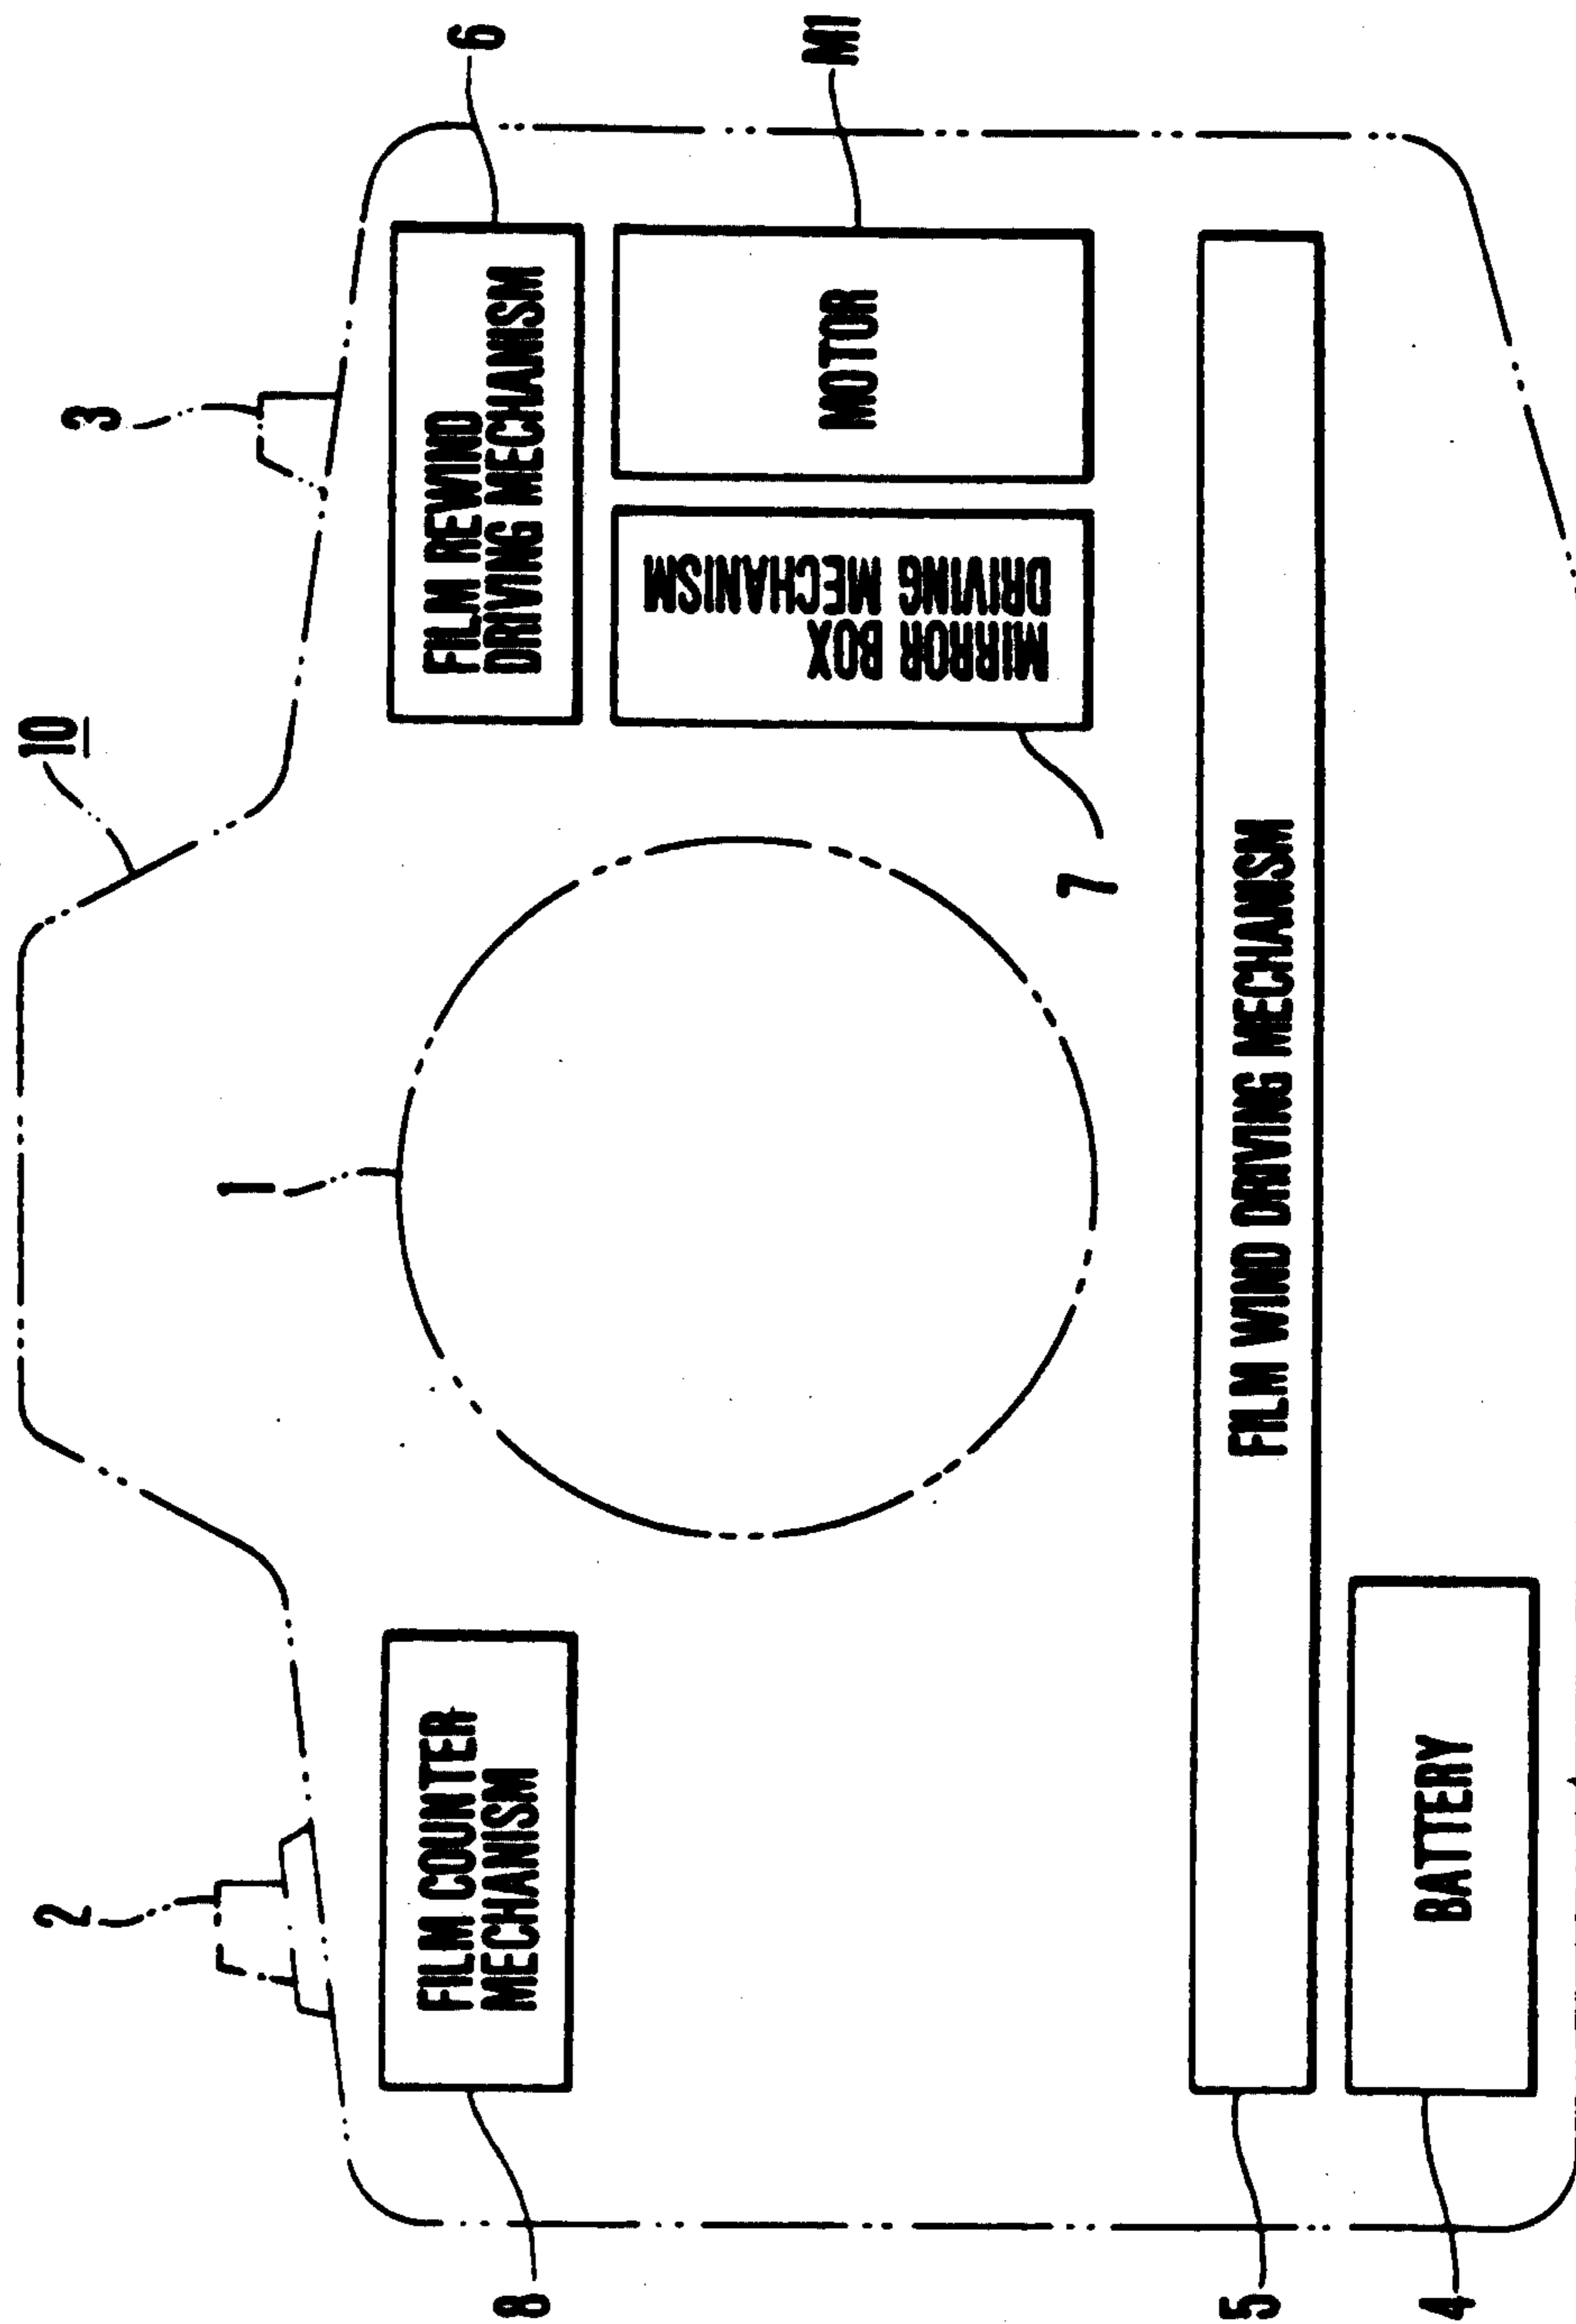 10
1
2
3
6
M1
FILM COUNTER
MECHANISM
FILM REWIND
DRIVING MECHANISM
MIRROR BOX
DRIVING MECHANISM
MOTOR
8
7
FILM WIND DRIVING MECHANISM
5
BATTERY
4